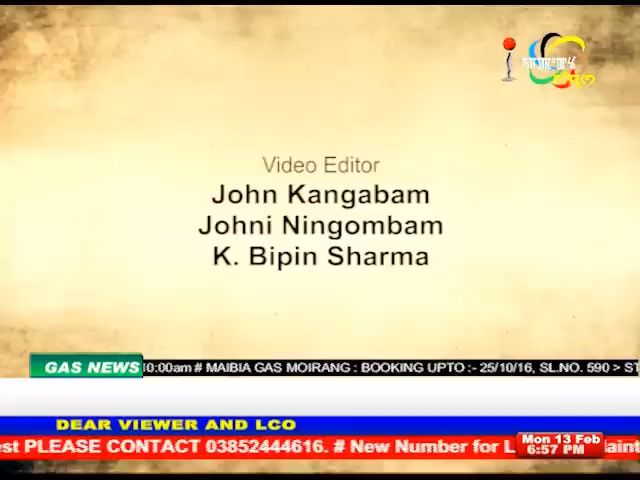 Video Editor
John Kangabam
Johni Ningombam
K. Bipin Sharma
GAS NEWS
10:00am # MAIBIA GAS MOIRANG : BOOKING UPTO :- 25/10/16, SL.NO. 590 > ST
DEAR VIEWER AND LCO
est PLEASE CONTACT 03852444616. # New Number for L
Mon 13 Feb
6:57 PM
aint